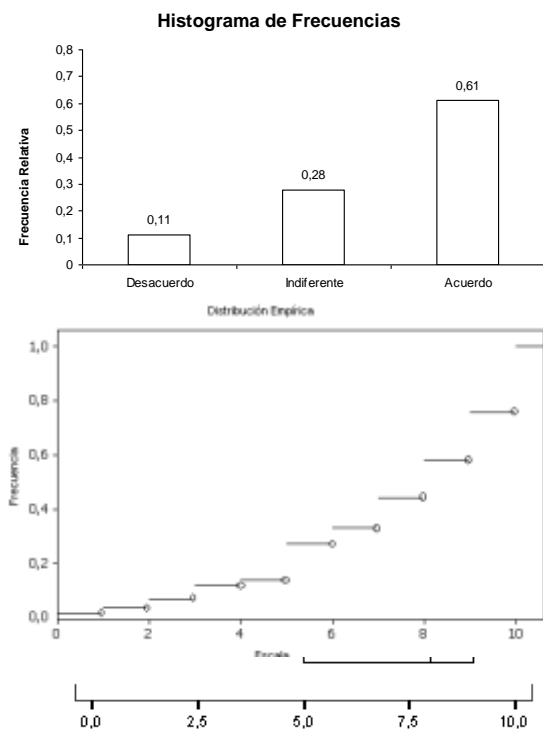 Histograma de Frecuencias
0,8
0,7
0,6
0,5
0,4
0,3
0,2
0,1
0
Frecuencia Relativa
0,11
0,28
0,61
Desacuerdo Indiferente Acuerdo
Distribución Empírica
1,0
0,8
0,6
0,4
0,2
0,0
Frecuencia
0 2 4 6 8 10
Escala
0,0 2,5 5,0 7,5 10,0